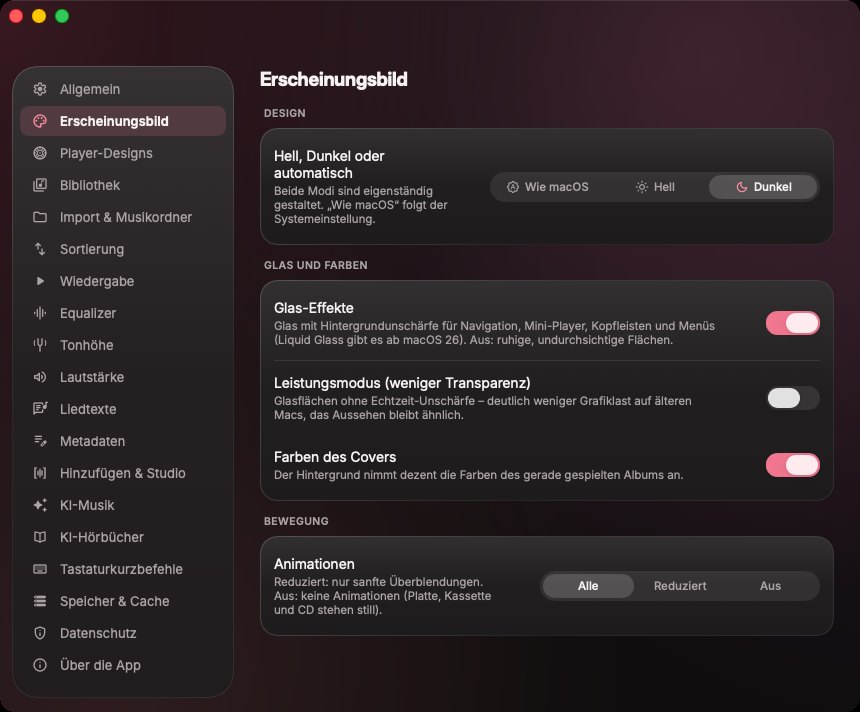 Allgemein
Erscheinungsbild
Player-Designs
Bibliothek
Import & Musikordner
Sortierung
Wiedergabe
Equalizer
Tonhöhe
Lautstärke
Liedtexte
Metadaten
Hinzufügen & Studio
KI-Musik
KI-Hörbücher
Tastaturkurzbefehle
Speicher & Cache
Datenschutz
Über die App
Erscheinungsbild
DESIGN
Hell, Dunkel oder
automatisch
Beide Modi sind eigenständig
gestaltet. „Wie macOS“ folgt der
Systemeinstellung.
Wie macOS
Hell
Dunkel
GLAS UND FARBEN
Glas-Effekte
Glas mit Hintergrundunschärfe für Navigation, Mini-Player, Kopfleisten und Menüs
(Liquid Glass gibt es ab macOS 26). Aus: ruhige, undurchsichtige Flächen.
Leistungsmodus (weniger Transparenz)
Glasflächen ohne Echtzeit-Unschärfe – deutlich weniger Grafiklast auf älteren
Macs, das Aussehen bleibt ähnlich.
Farben des Covers
Der Hintergrund nimmt dezent die Farben des gerade gespielten Albums an.
BEWEGUNG
Animationen
Reduziert: nur sanfte Überblendungen.
Aus: keine Animationen (Platte, Kassette
und CD stehen still).
Alle
Reduziert
Aus